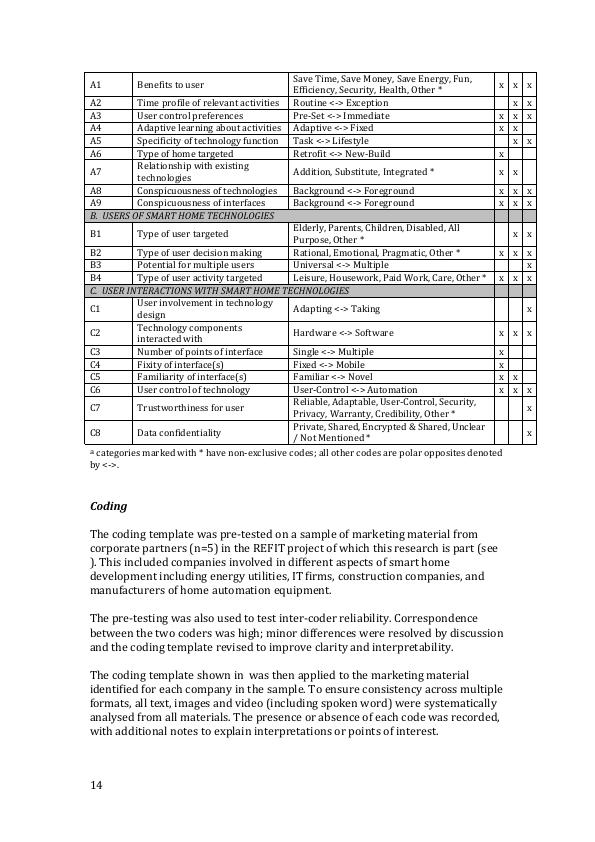 A1 Benefits to user Save Time, Save Money, Save Energy, Fun, Efficiency, Security, Health, Other * x x x
A2 Time profile of relevant activities Routine <-> Exception x x
A3 User control preferences Pre-Set <-> Immediate x x x
A4 Adaptive learning about activities Adaptive <-> Fixed x x
A5 Specificity of technology function Task <-> Lifestyle x x
A6 Type of home targeted Retrofit <-> New-Build x
A7 Relationship with existing technologies Addition, Substitute, Integrated * x x
A8 Conspicuousness of technologies Background <-> Foreground x x x
A9 Conspicuousness of interfaces Background <-> Foreground x x x
B. USERS OF SMART HOME TECHNOLOGIES
B1 Type of user targeted Elderly, Parents, Children, Disabled, All Purpose, Other * x x
B2 Type of user decision making Rational, Emotional, Pragmatic, Other * x x x
B3 Potential for multiple users Universal <-> Multiple x
B4 Type of user activity targeted Leisure, Housework, Paid Work, Care, Other * x x x
C. USER INTERACTIONS WITH SMART HOME TECHNOLOGIES
C1 User involvement in technology design Adapting <-> Taking x
C2 Technology components interacted with Hardware <-> Software x x x
C3 Number of points of interface Single <-> Multiple x
C4 Fixity of interface(s) Fixed <-> Mobile x
C5 Familiarity of interface(s) Familiar <-> Novel x x
C6 User control of technology User-Control <-> Automation x x x
C7 Trustworthiness for user Reliable, Adaptable, User-Control, Security, Privacy, Warranty, Credibility, Other * x
C8 Data confidentiality Private, Shared, Encrypted & Shared, Unclear / Not Mentioned * x
a categories marked with * have non-exclusive codes; all other codes are polar opposites denoted
by <->.
Coding
The coding template was pre-tested on a sample of marketing material from
corporate partners (n=5) in the REFIT project of which this research is part (see
). This included companies involved in different aspects of smart home
development including energy utilities, IT firms, construction companies, and
manufacturers of home automation equipment.
The pre-testing was also used to test inter-coder reliability. Correspondence
between the two coders was high; minor differences were resolved by discussion
and the coding template revised to improve clarity and interpretability.
The coding template shown in was then applied to the marketing material
identified for each company in the sample. To ensure consistency across multiple
formats, all text, images and video (including spoken word) were systematically
analysed from all materials. The presence or absence of each code was recorded,
with additional notes to explain interpretations or points of interest.
14